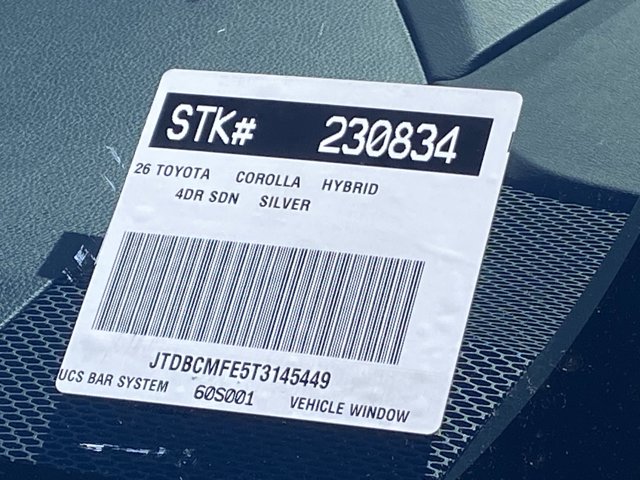 STK# 230834
26 TOYOTA COROLLA HYBRID
4DR SDN SILVER
JTDBCMFE5T3145449
UCS BAR SYSTEM 60S001 VEHICLE WINDOW